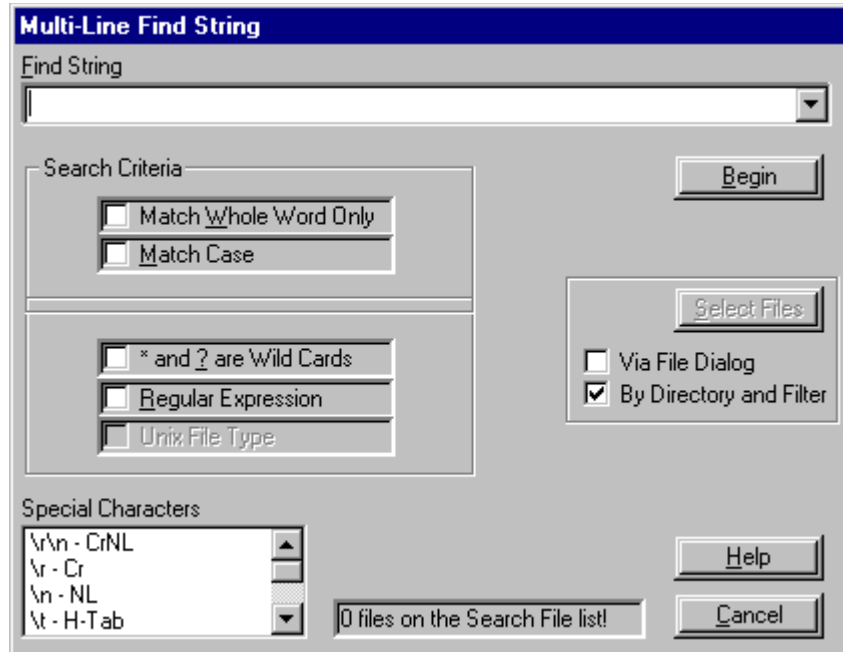 Multi-Line Find String
Find String
Search Criteria
Begin
Match Whole Word Only
Match Case
Select Files
* and ? are Wild Cards
Via File Dialog
Regular Expression
By Directory and Filter
Unix File Type
Special Characters
\r\n - CrNL
\r - Cr
\n - NL
\t - H-Tab
Help
0 files on the Search File list!
Cancel